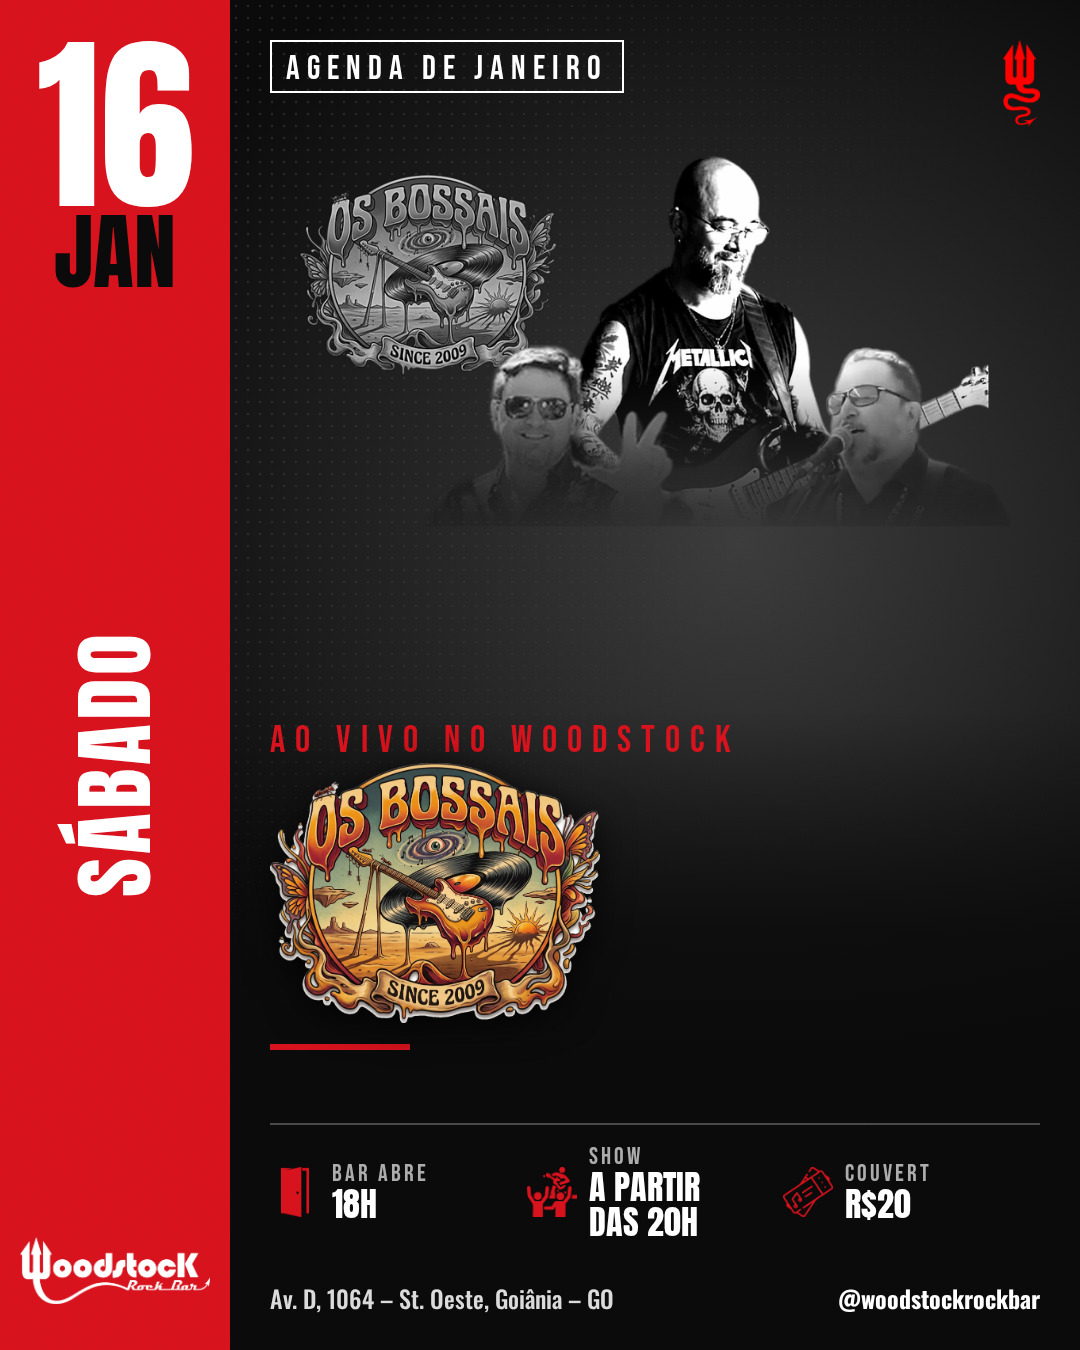 16
JAN
SÁBADO
Woodstock
Rock Bar
AGENDA DE JANEIRO
OS BOSSAIS
SINCE 2009
METALLICA
AO VIVO NO WOODSTOCK
OS BOSSAIS
SINCE 2009
BAR ABRE
18H
SHOW
A PARTIR
DAS 20H
COUVERT
R$20
Av. D, 1064 – St. Oeste, Goiânia – GO
@woodstockrockbar